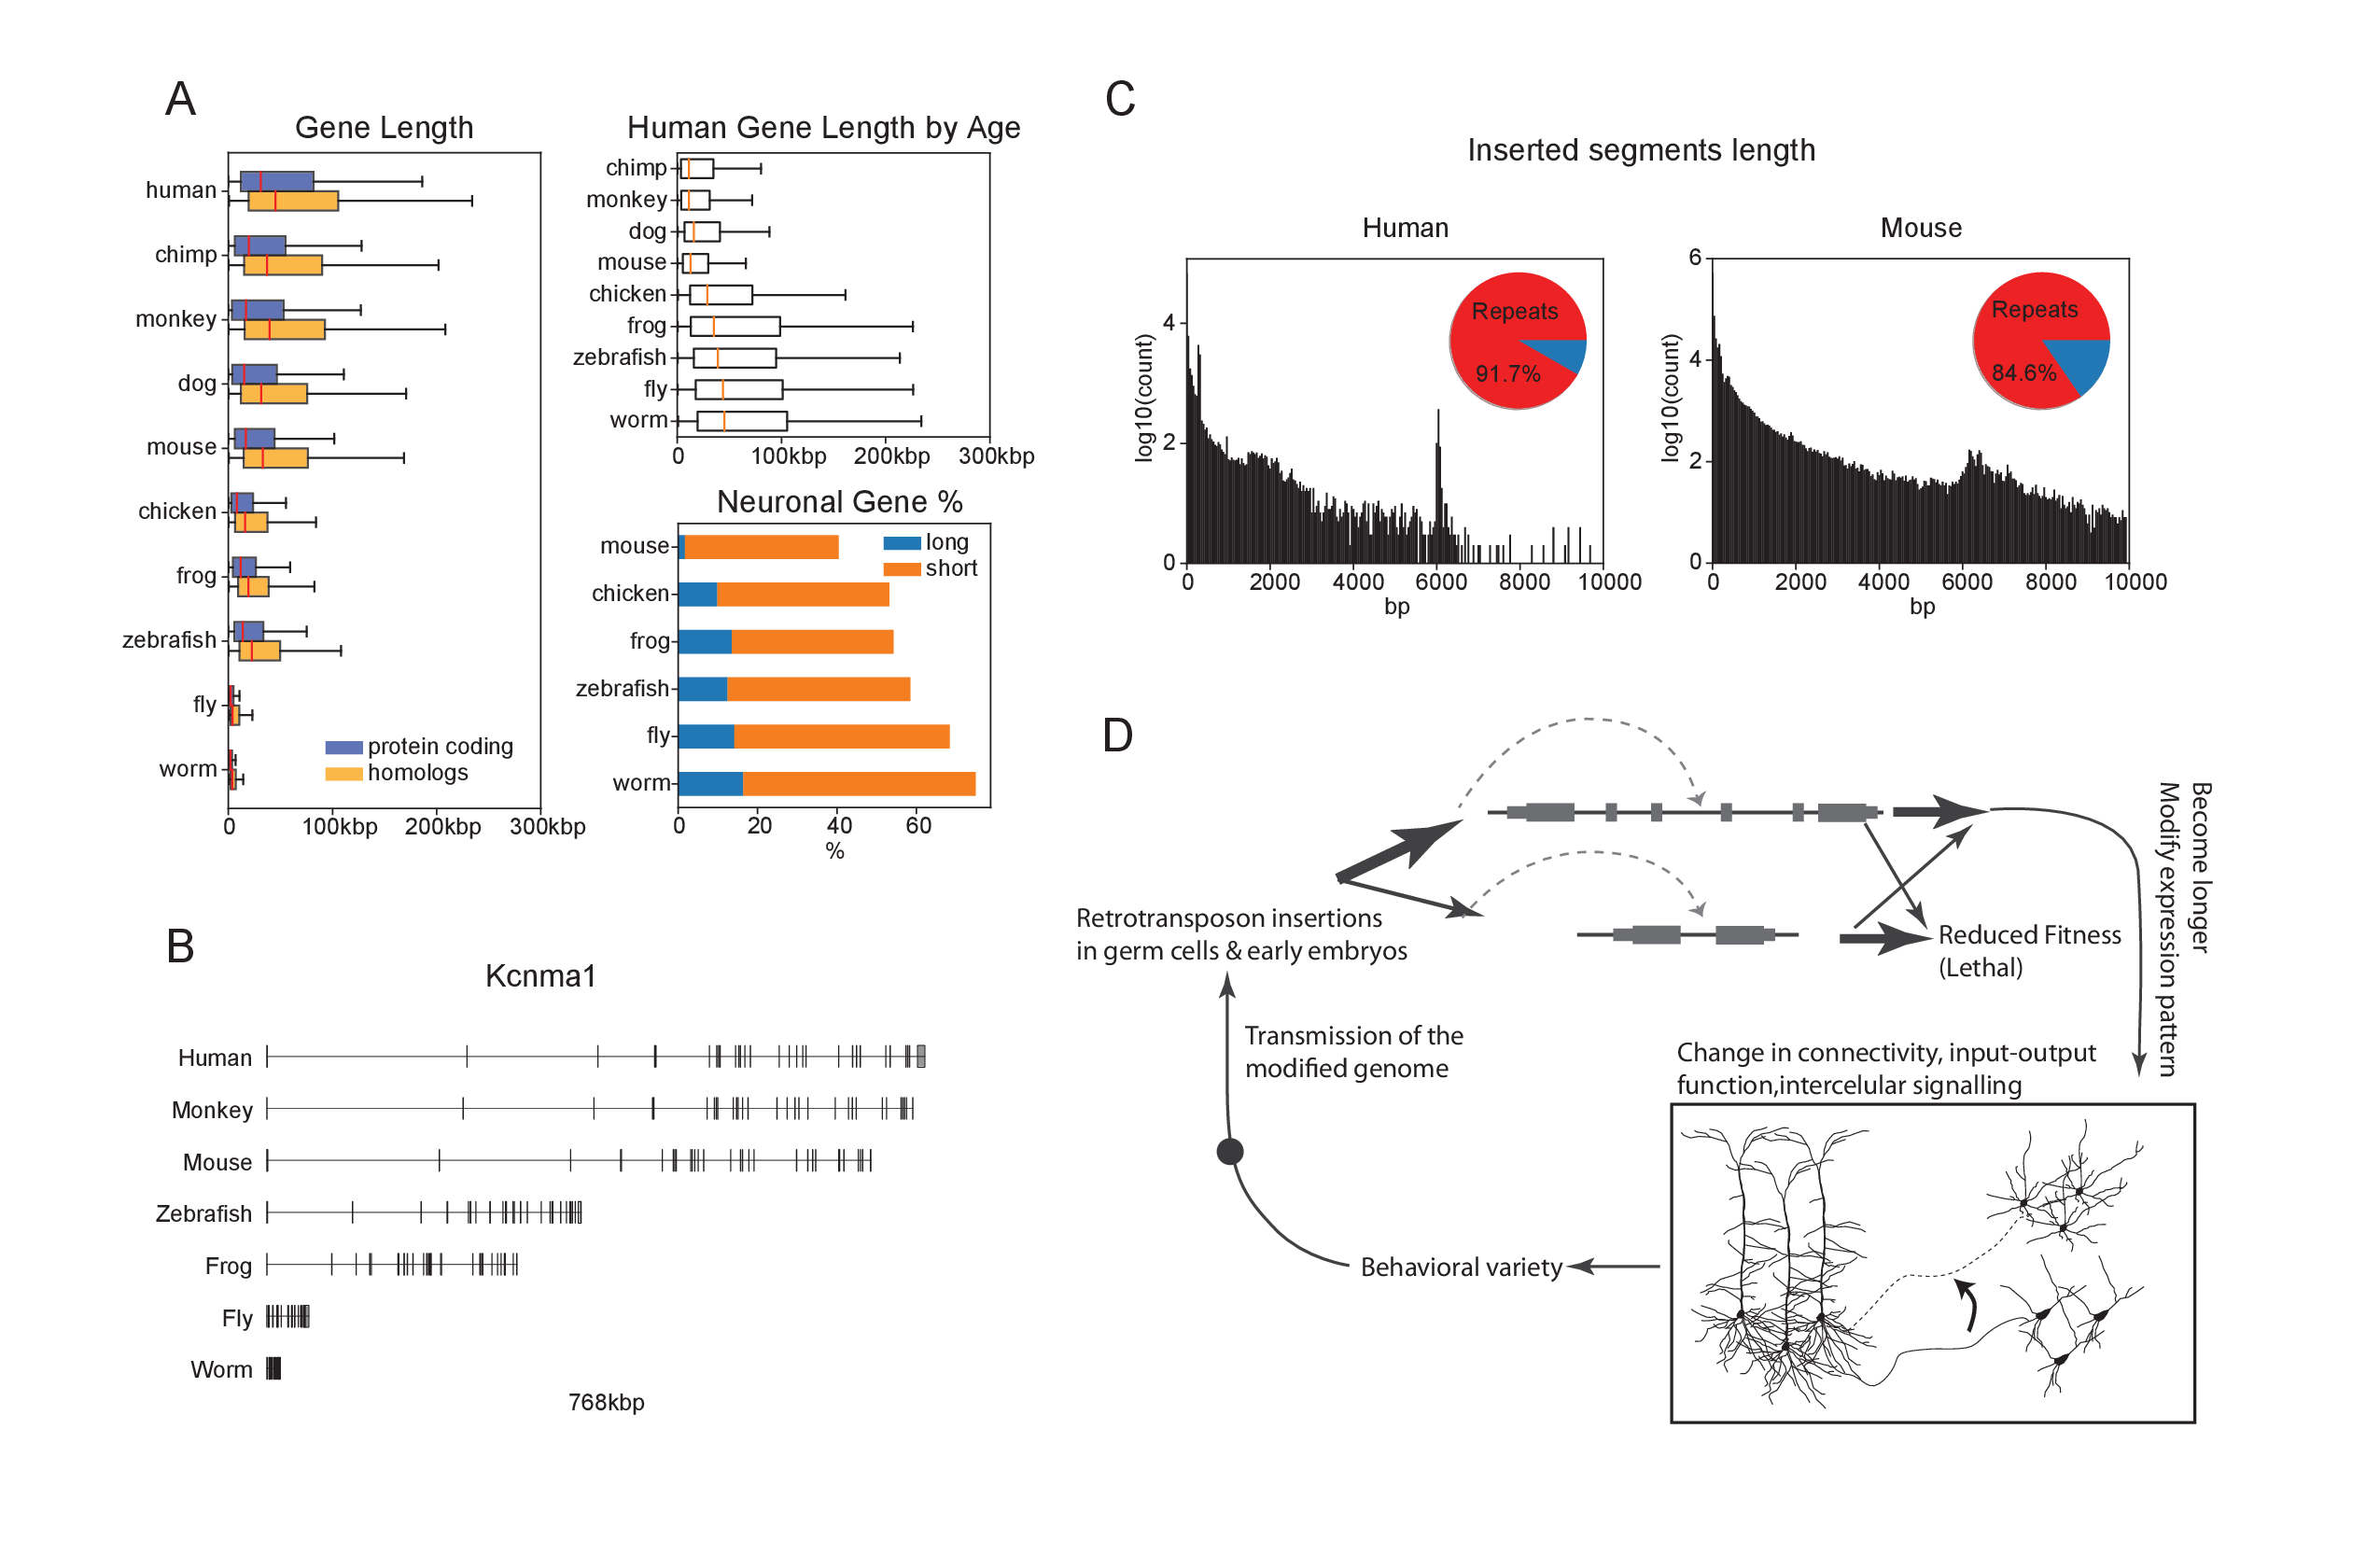 A
Gene Length
human
chimp
monkey
dog
mouse
chicken
frog
zebrafish
fly
worm
protein coding
homologs
0
100kbp
200kbp
300kbp
Human Gene Length by Age
chimp
monkey
dog
mouse
chicken
frog
zebrafish
fly
worm
0
100kbp
200kbp
300kbp
Neuronal Gene %
mouse
chicken
frog
zebrafish
fly
worm
long
short
0
20
40
60
%
B
Kcnma1
Human
Monkey
Mouse
Zebrafish
Frog
Fly
Worm
768kbp
C
Inserted segments length
Human
log10(count)
4
2
0
Repeats
91.7%
0
2000
4000
6000
8000
10000
bp
Mouse
log10(count)
6
4
2
0
Repeats
84.6%
0
2000
4000
6000
8000
10000
bp
D
Retrotransposon insertions
in germ cells & early embryos
Reduced Fitness
(Lethal)
Become longer
Modify expression pattern
Transmission of the
modified genome
Change in connectivity, input-output
function,intercelular signalling
Behavioral variety